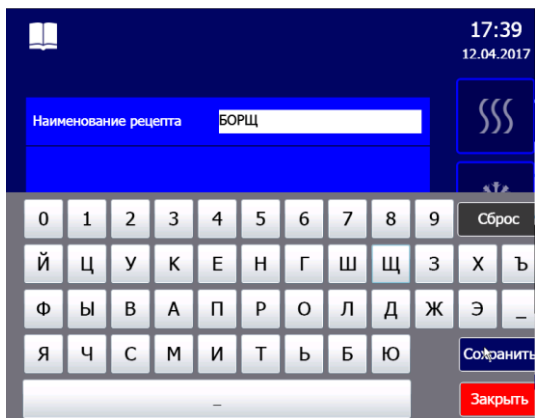 17:39
12.04.2017
Наименование рецепта БОРЩ
0 1 2 3 4 5 6 7 8 9 Сброс
Й Ц У К Е Н Г Ш Щ З Х Ъ
Ф Ы В А П Р О Л Д Ж Э _
Я Ч С М И Т Ь Б Ю Сохранить
_ Закрыть